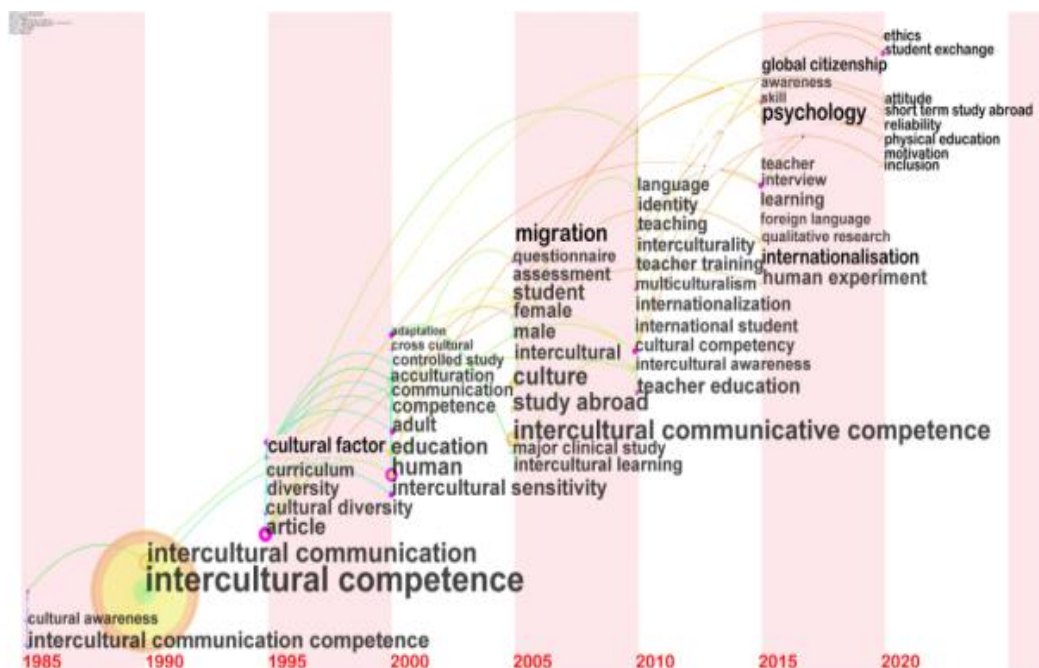 ethics
student exchange
global citizenship
awareness
skill
psychology
attitude
short term study abroad
reliability
physical education
motivation
inclusion
teacher
interview
learning
foreign language
qualitative research
internationalisation
human experiment
language
identity
teaching
interculturality
teacher training
multiculturalism
internationalization
international student
cultural competency
intercultural awareness
teacher education
migration
questionnaire
assessment
student
female
male
intercultural
culture
study abroad
intercultural communicative competence
major clinical study
intercultural learning
adaptation
cross cultural
controlled study
acculturation
communication
competence
adult
education
human
intercultural sensitivity
cultural factor
curriculum
diversity
cultural diversity
article
intercultural communication
intercultural competence
cultural awareness
intercultural communication competence
1985 1990 1995 2000 2005 2010 2015 2020